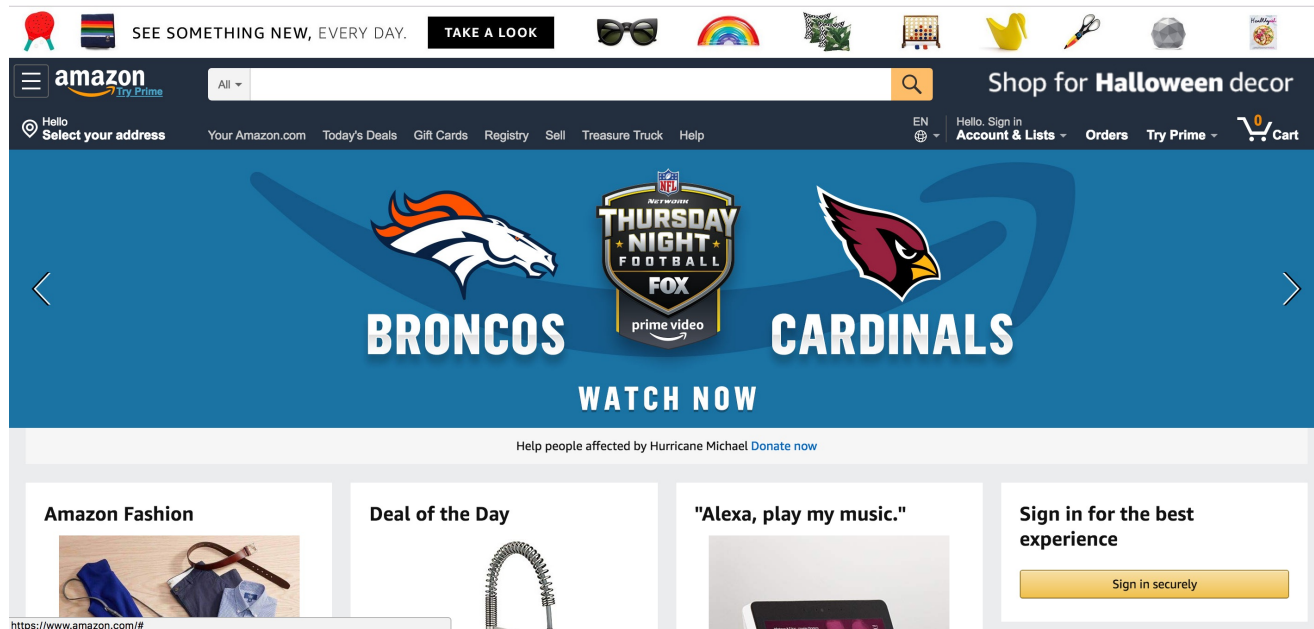 SEE SOMETHING NEW, EVERY DAY. TAKE A LOOK
amazon
Try Prime
All
Shop for Halloween decor
Hello
Select your address
Your Amazon.com Today's Deals Gift Cards Registry Sell Treasure Truck Help
EN
Hello. Sign in
Account & Lists Orders Try Prime
0
Cart
NFL
NETWORK
THURSDAY
NIGHT
FOOTBALL
FOX
prime video
BRONCOS
CARDINALS
WATCH NOW
Help people affected by Hurricane Michael Donate now
Amazon Fashion
Deal of the Day
"Alexa, play my music."
Sign in for the best
experience
Sign in securely
https://www.amazon.com/#